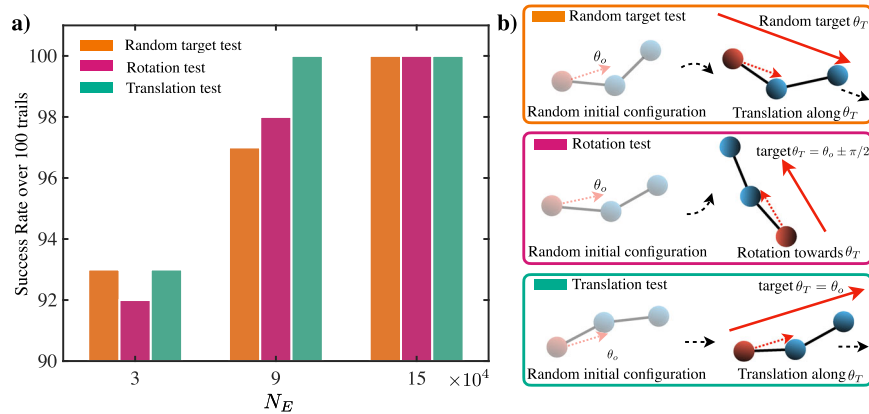 a)
Success Rate over 100 trails
100
98
96
94
92
90
Random target test
Rotation test
Translation test
3
9
15
×10⁴
N_E
b)
Random target test
Random target θ_T
θ_o
Random initial configuration
Translation along θ_T
Rotation test
target θ_T = θ_o ± π/2
θ_o
Random initial configuration
Rotation towards θ_T
Translation test
target θ_T = θ_o
θ_o
Random initial configuration
Translation along θ_T